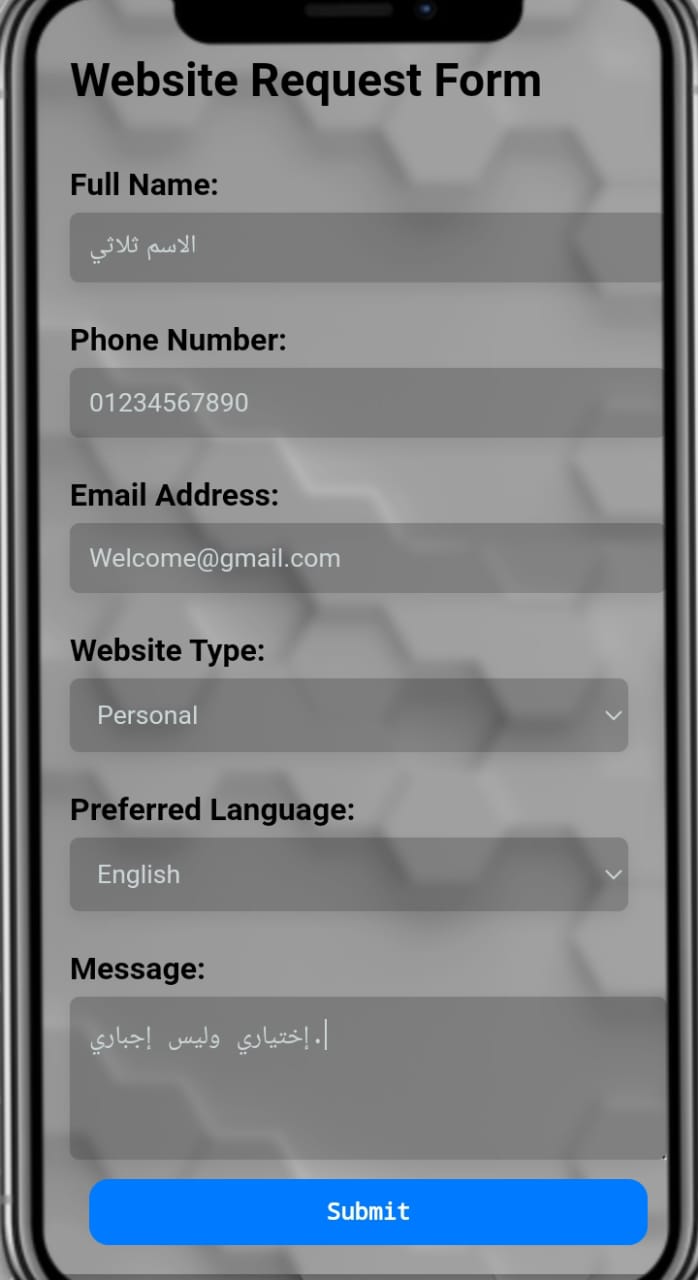 Website Request Form
Full Name:
الاسم ثلاثي
Phone Number:
01234567890
Email Address:
Welcome@gmail.com
Website Type:
Personal
Preferred Language:
English
Message:
إختياري وليس إجباري.
Submit